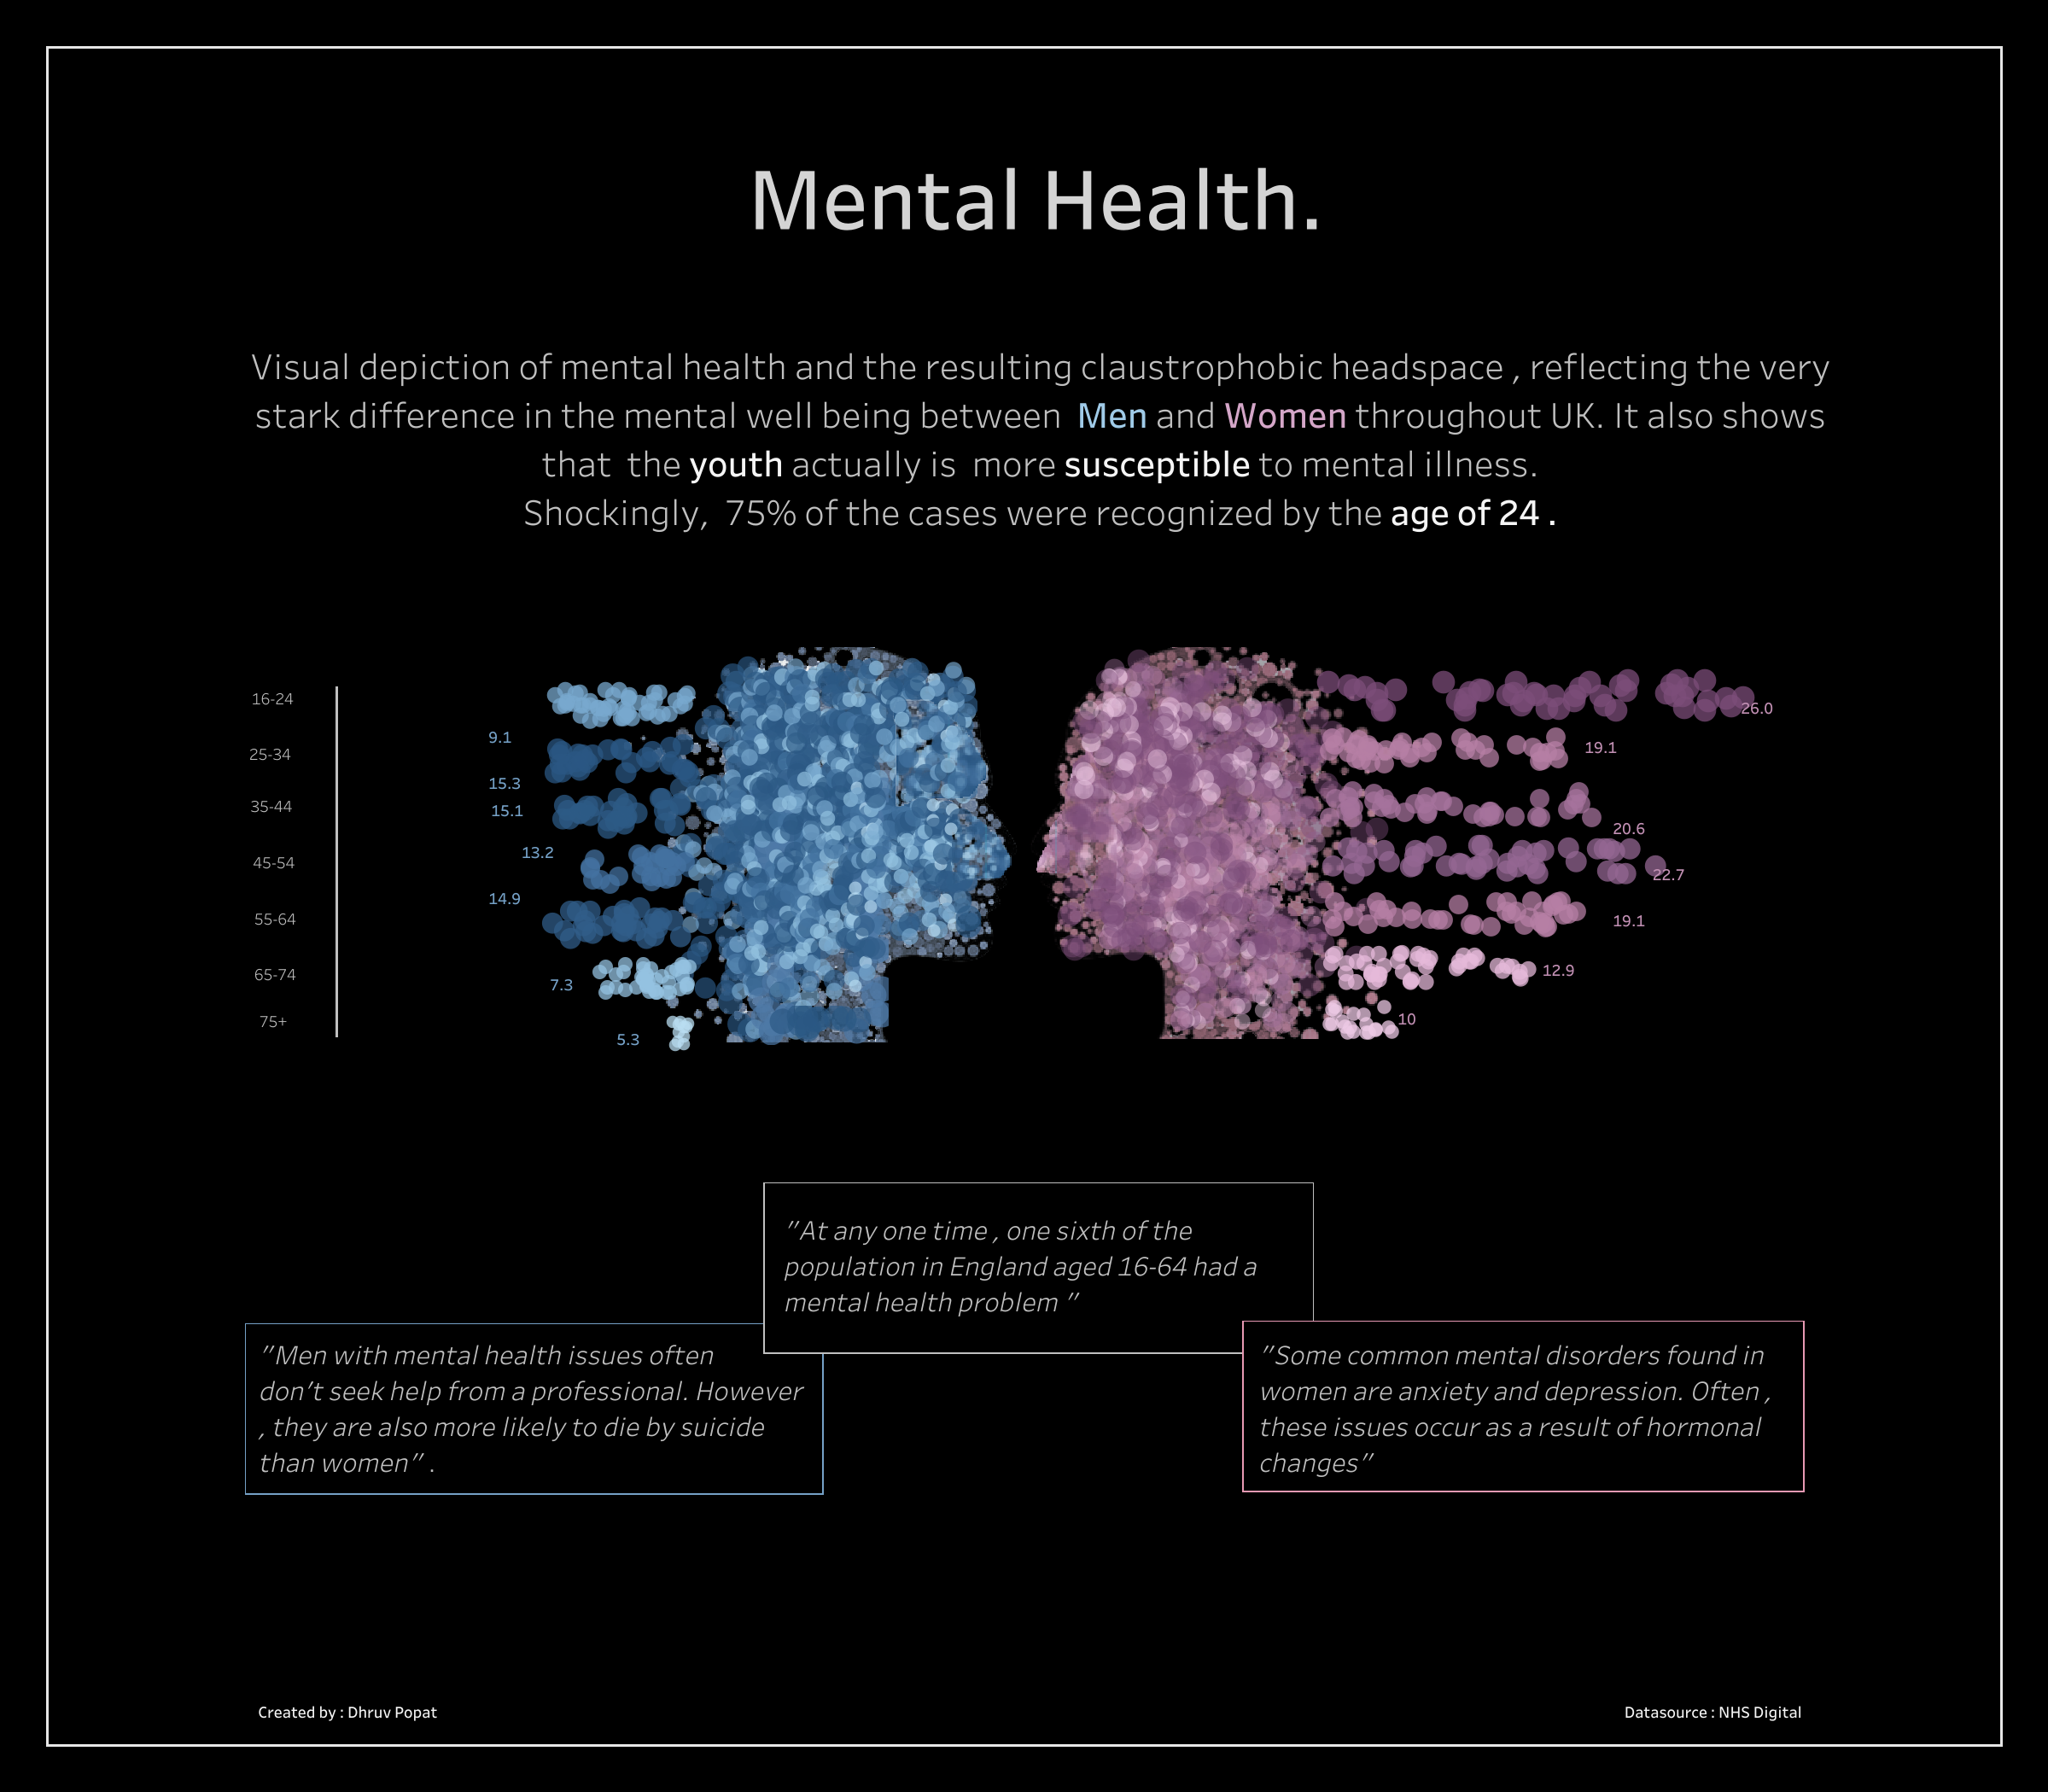 Mental Health.
Visual depiction of mental health and the resulting claustrophobic headspace , reflecting the very
stark difference in the mental well being between Men and Women throughout UK. It also shows
that the youth actually is more susceptible to mental illness.
Shockingly, 75% of the cases were recognized by the age of 24 .
16-24
26.0
9.1
25-34
19.1
15.3
35-44
15.1
20.6
13.2
45-54
22.7
14.9
55-64
19.1
65-74
7.3
12.9
75+
5.3
10
"At any one time , one sixth of the
population in England aged 16-64 had a
mental health problem "
"Men with mental health issues often
don't seek help from a professional. However
, they are also more likely to die by suicide
than women" .
"Some common mental disorders found in
women are anxiety and depression. Often ,
these issues occur as a result of hormonal
changes"
Created by : Dhruv Popat
Datasource : NHS Digital